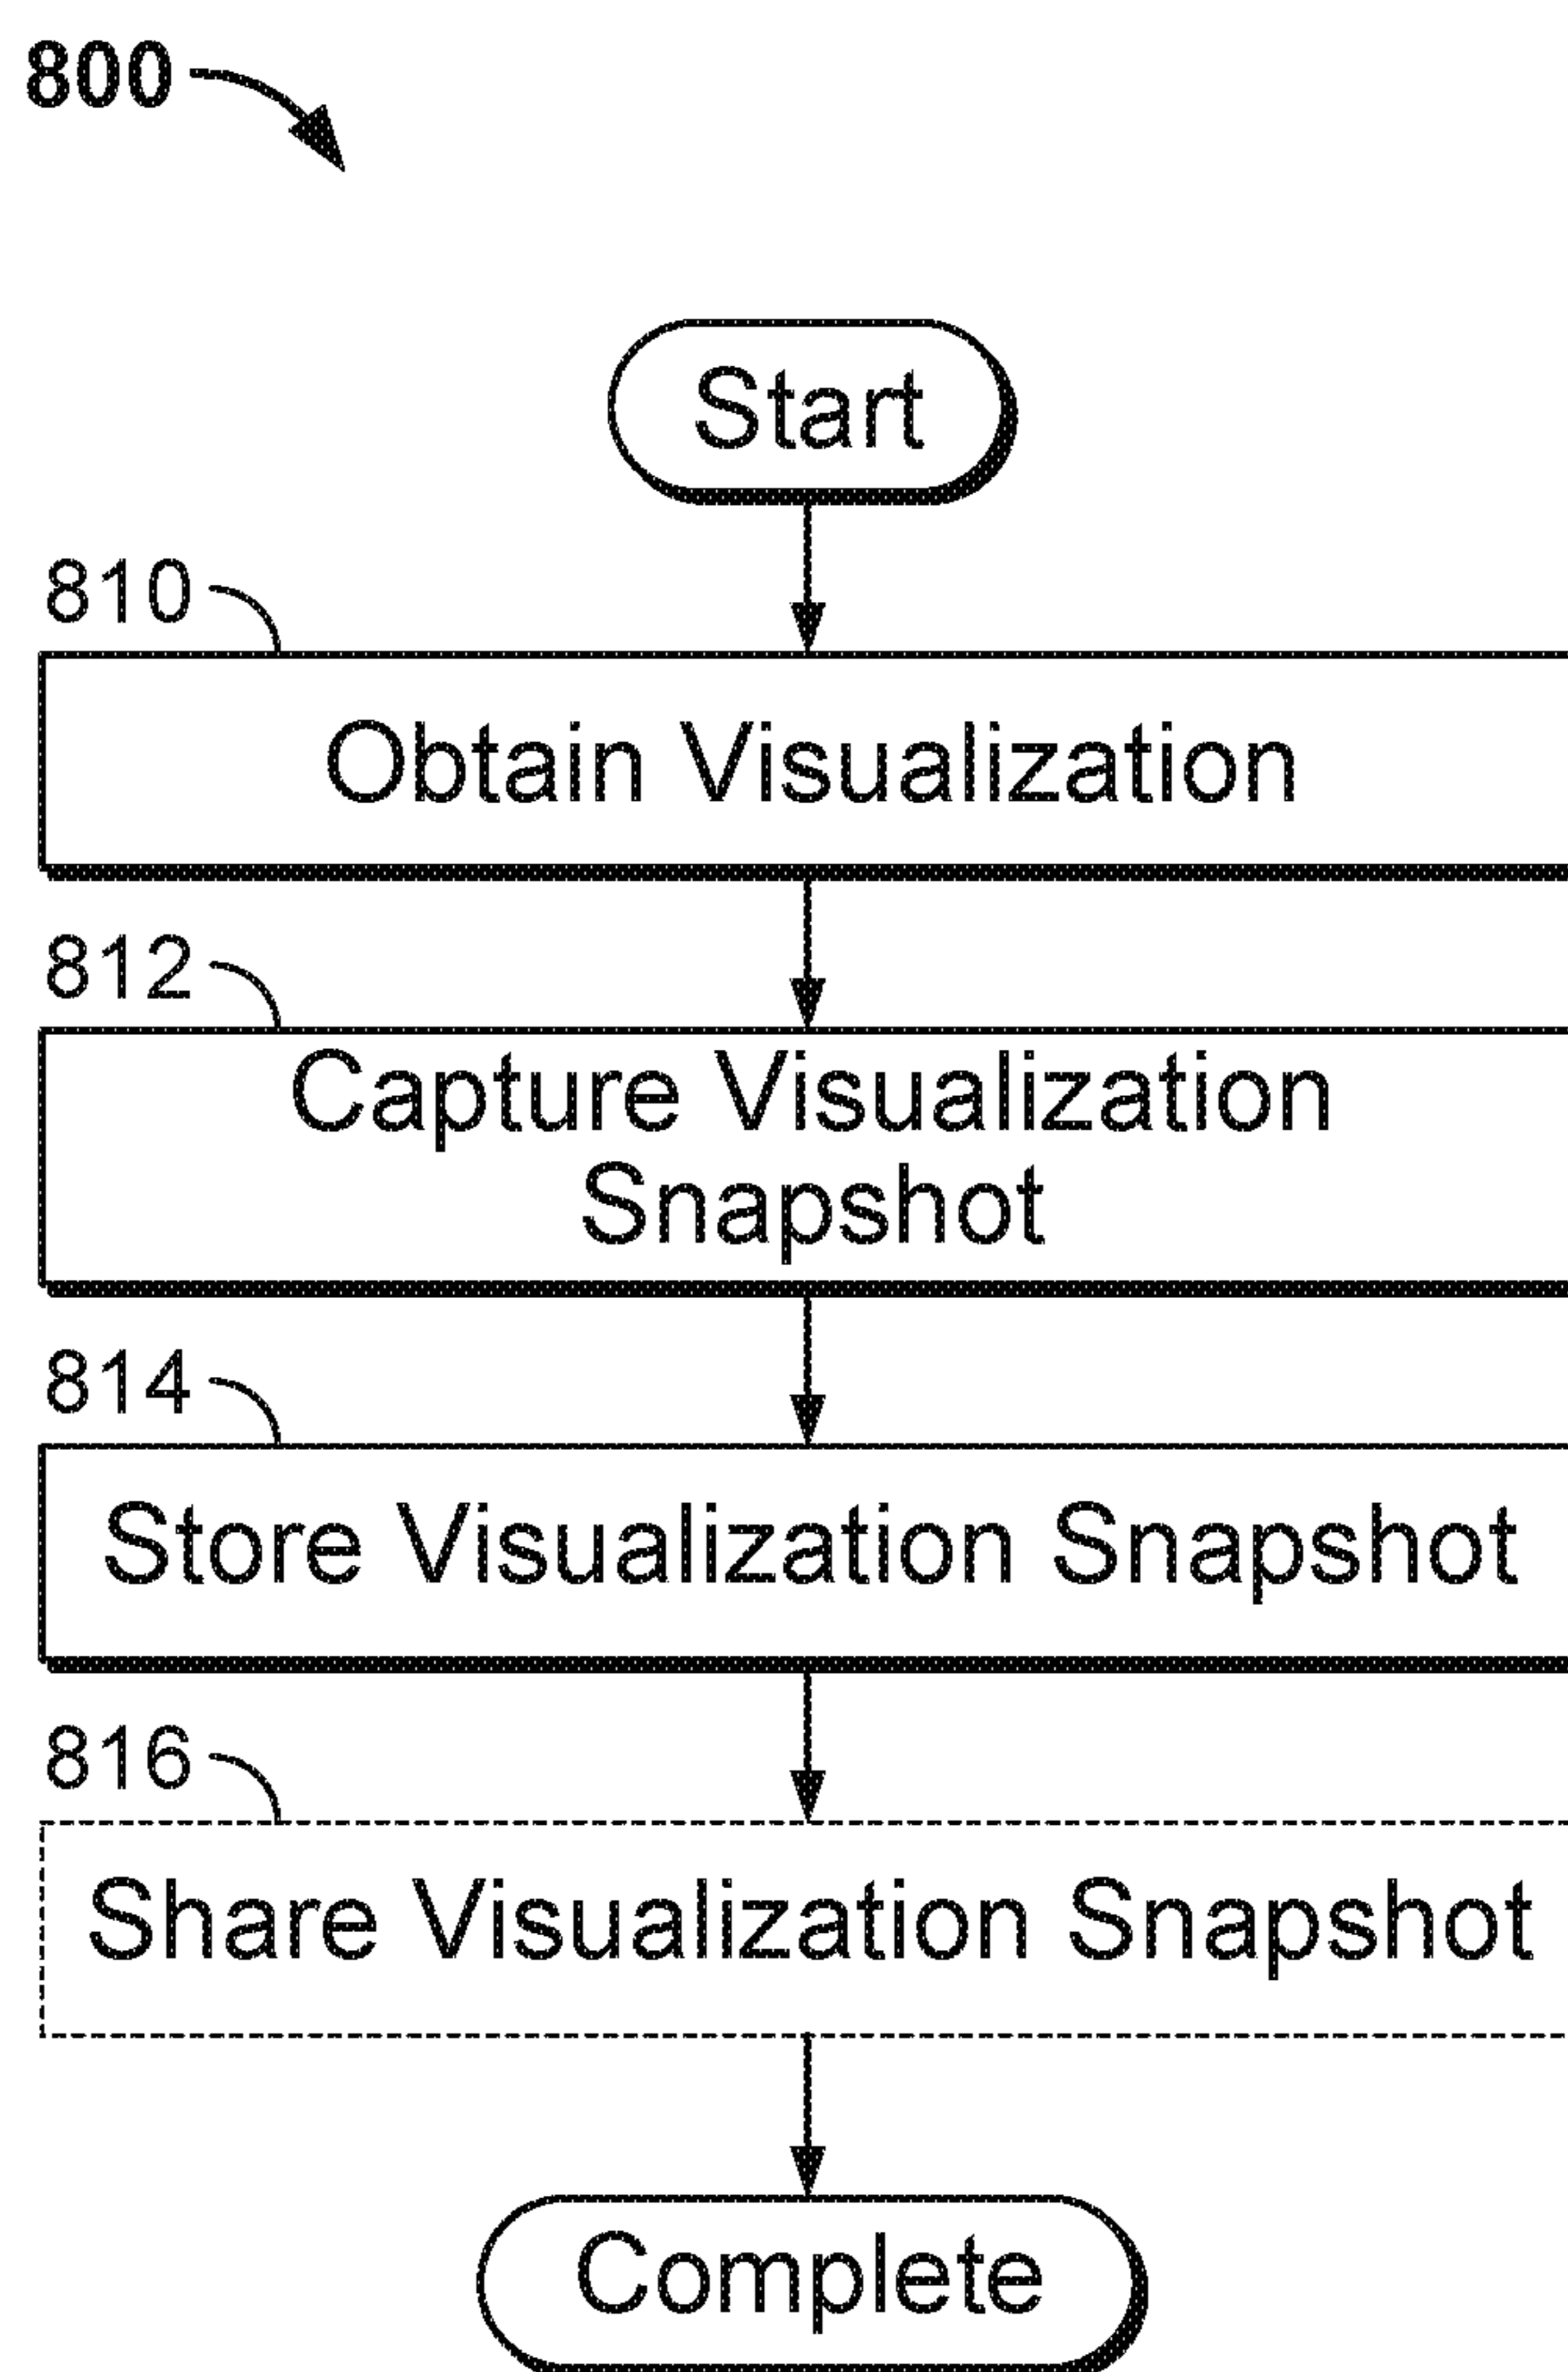 800
Start
810
Obtain Visualization
812
Capture Visualization
Snapshot
814
Store Visualization Snapshot
816
Share Visualization Snapshot
Complete